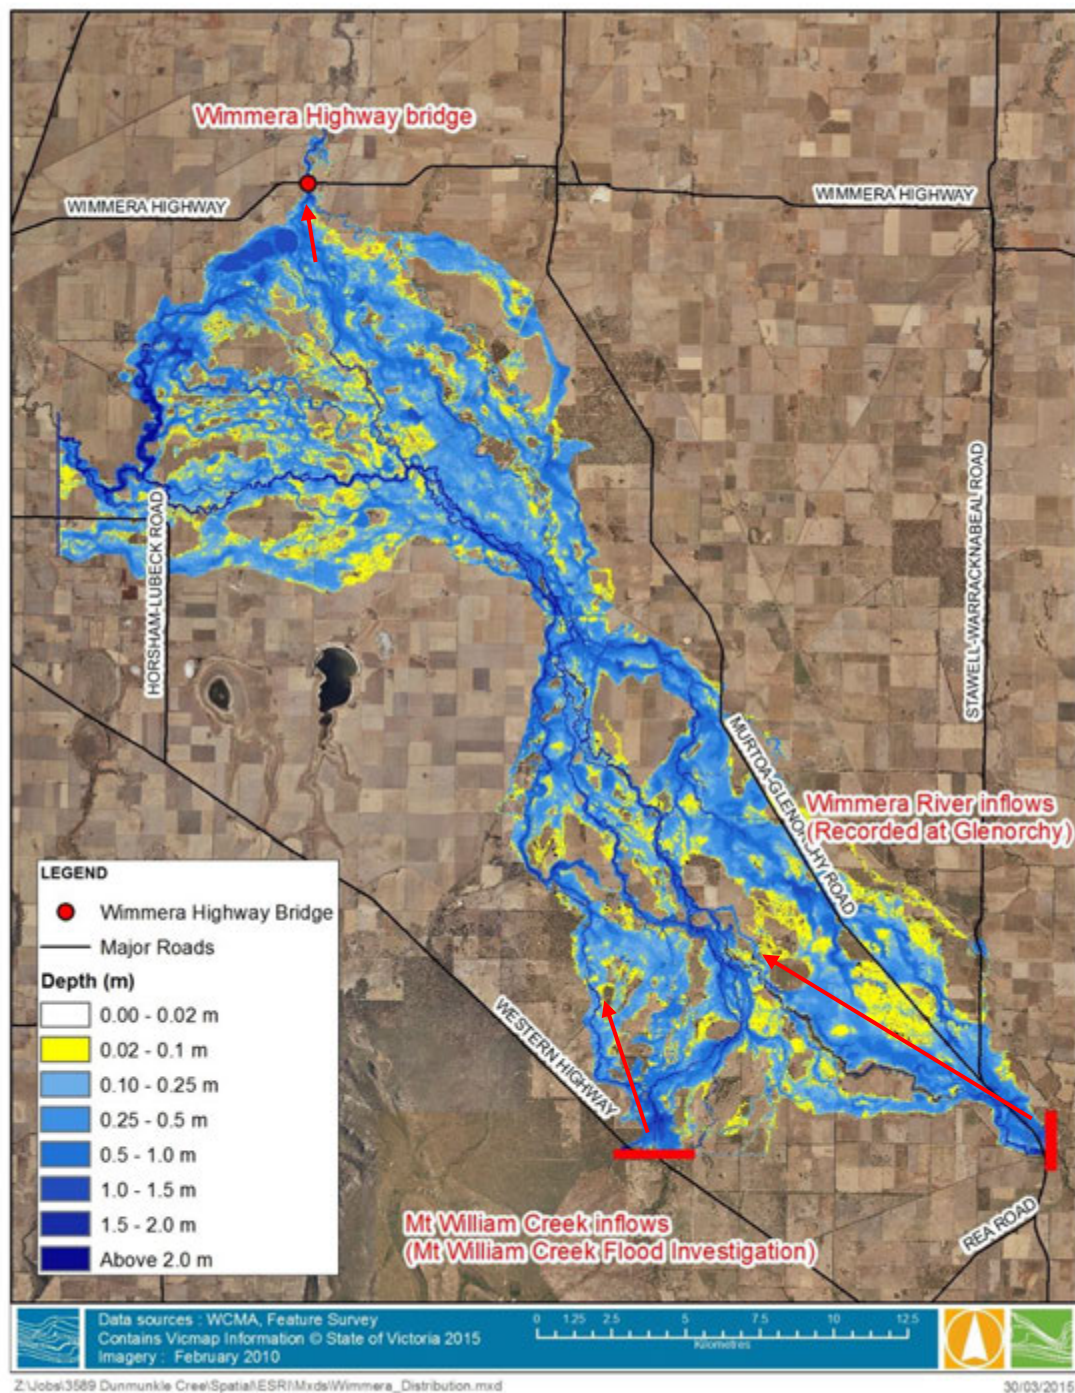 Wimmera Highway bridge
WIMMERA HIGHWAY
WIMMERA HIGHWAY
HORSHAM-LUBECK ROAD
STAWELL-WARRACKNABEAL ROAD
MURTOA-GLENORCHY ROAD
Wimmera River inflows
(Recorded at Glenorchy)
LEGEND
Wimmera Highway Bridge
Major Roads
Depth (m)
0.00 - 0.02 m
0.02 - 0.1 m
0.10 - 0.25 m
0.25 - 0.5 m
0.5 - 1.0 m
1.0 - 1.5 m
1.5 - 2.0 m
Above 2.0 m
WESTERN HIGHWAY
Mt William Creek inflows
(Mt William Creek Flood Investigation)
REA ROAD
Data sources : WCMA, Feature Survey
Contains Vicmap Information © State of Victoria 2015
Imagery : February 2010
0 1.25 2.5 5 7.5 10 12.5
Kilometres
Z:\Jobs\3589 Dunmunkle Creek\Spatial\ESRI\Mxds\Wimmera_Distribution.mxd
30/03/2015